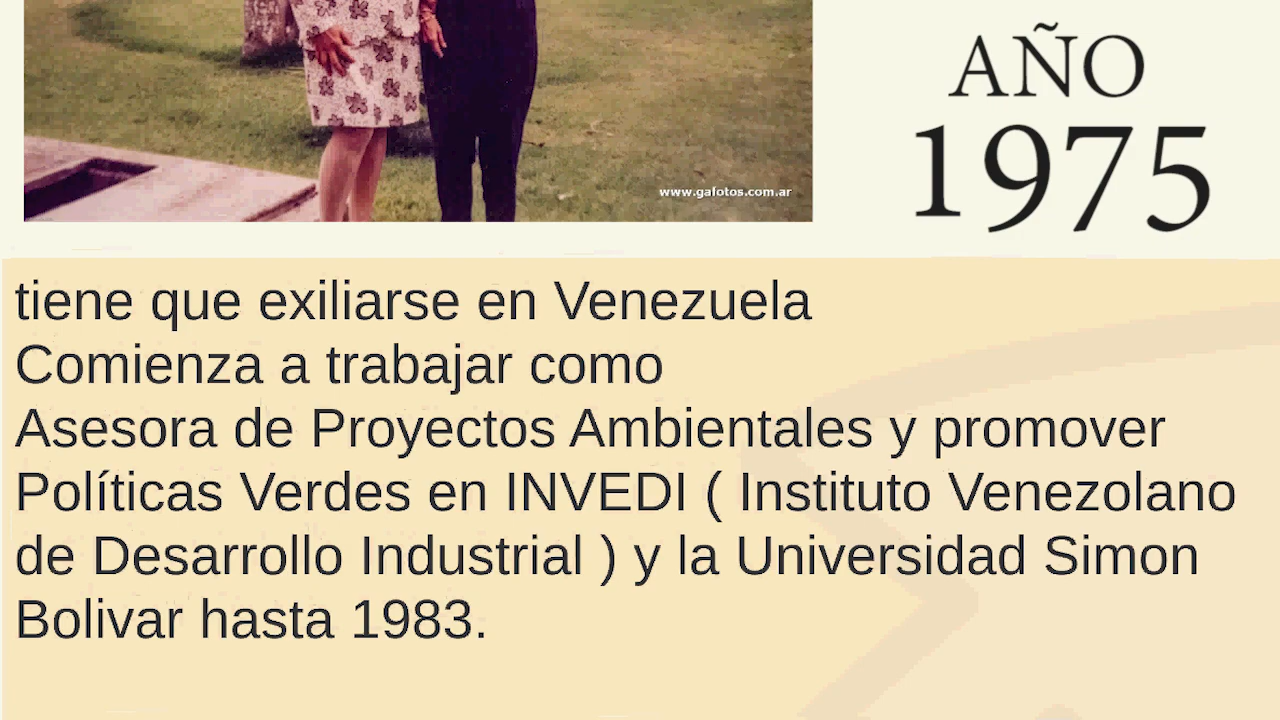 AÑO
1975
www.gafotos.com.ar
tiene que exiliarse en Venezuela
Comienza a trabajar como
Asesora de Proyectos Ambientales y promover
Políticas Verdes en INVEDI ( Instituto Venezolano
de Desarrollo Industrial ) y la Universidad Simon
Bolivar hasta 1983.